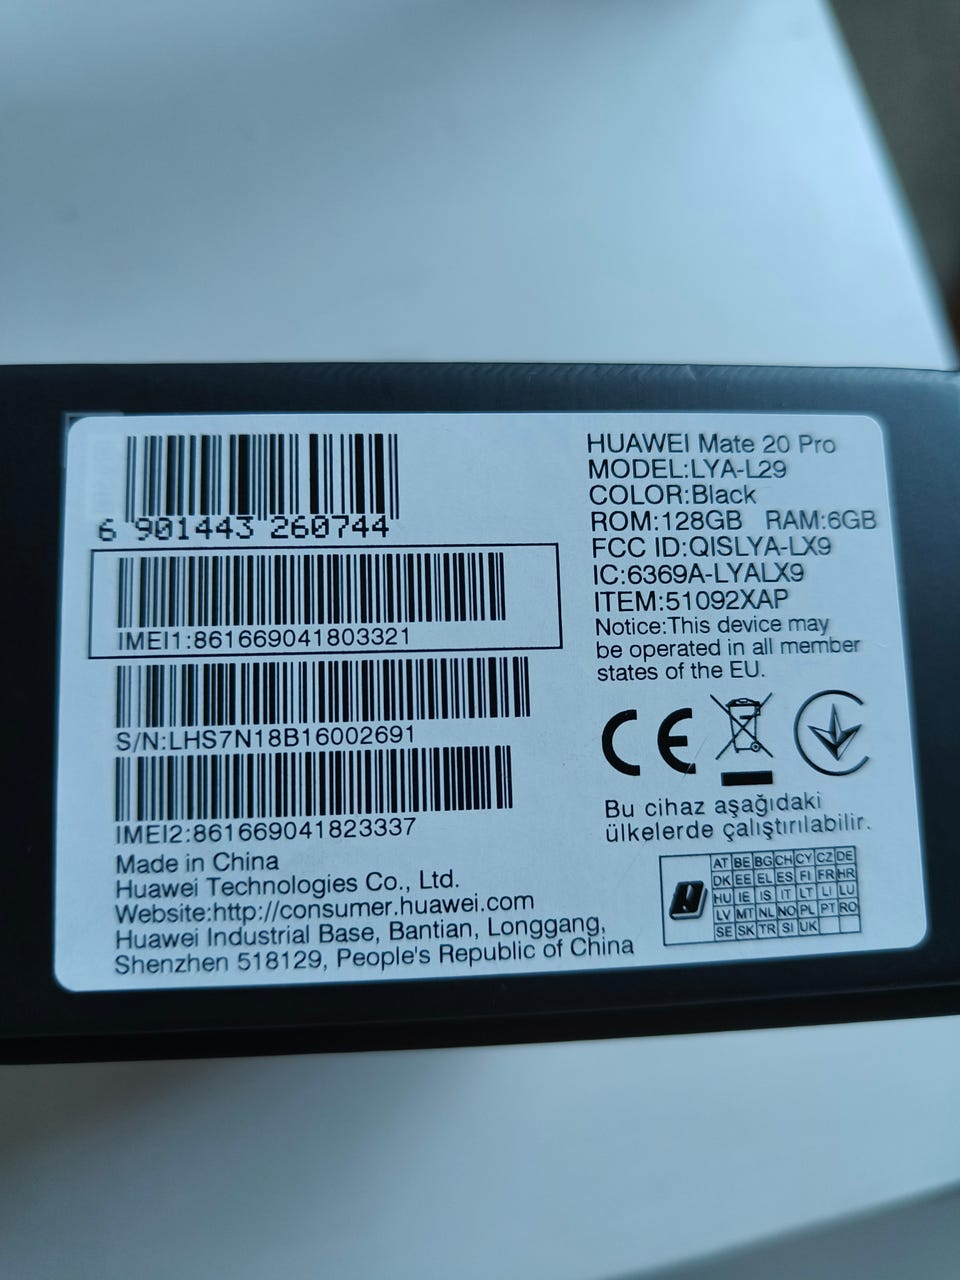 6 901443 260744
IMEI1:861669041803321
S/N:LHS7N18B16002691
IMEI2:861669041823337
Made in China
Huawei Technologies Co., Ltd.
Website:http://consumer.huawei.com
Huawei Industrial Base, Bantian, Longgang,
Shenzhen 518129, People's Republic of China
HUAWEI Mate 20 Pro
MODEL:LYA-L29
COLOR:Black
ROM:128GB RAM:6GB
FCC ID:QISLYA-LX9
IC:6369A-LYALX9
ITEM:51092XAP
Notice:This device may
be operated in all member
states of the EU.
CE
Bu cihaz aşağıdaki
ülkelerde çalıştırılabilir.
AT BE BG CH CY CZ DE
DK EE EL ES FI FR HR
HU IE IS IT LT LI LU
LV MT NL NO PL PT RO
SE SK TR SI UK